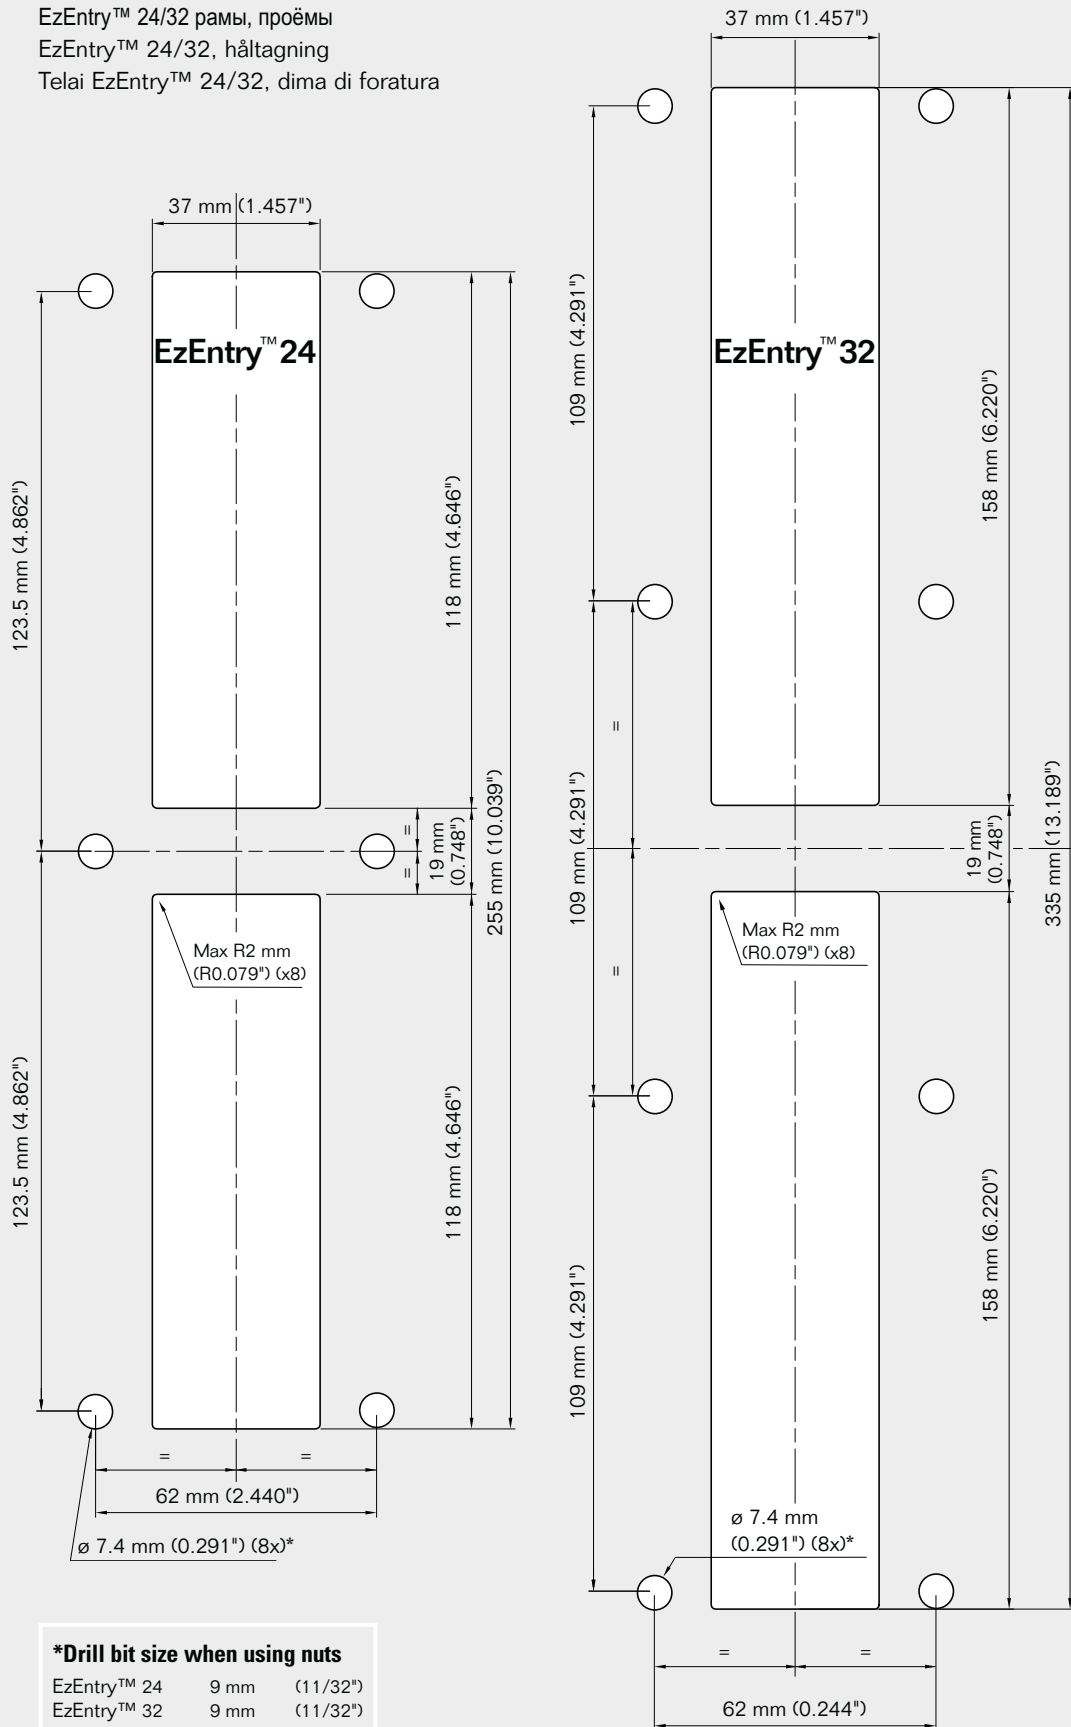 EzEntry™ 24/32 рамы, проёмы
EzEntry™ 24/32, håltagning
Telai EzEntry™ 24/32, dima di foratura
37 mm (1.457")
EzEntry™ 24
123.5 mm (4.862")
118 mm (4.646")
=
=
19 mm
(0.748")
255 mm (10.039")
Max R2 mm
(R0.079") (x8)
123.5 mm (4.862")
118 mm (4.646")
=
=
62 mm (2.440")
ø 7.4 mm (0.291") (8x)*
*Drill bit size when using nuts
EzEntry™ 24 9 mm (11/32")
EzEntry™ 32 9 mm (11/32")
37 mm (1.457")
EzEntry™ 32
109 mm (4.291")
158 mm (6.220")
=
109 mm (4.291")
19 mm
(0.748")
335 mm (13.189")
Max R2 mm
(R0.079") (x8)
=
109 mm (4.291")
158 mm (6.220")
ø 7.4 mm
(0.291") (8x)*
=
=
62 mm (0.244")